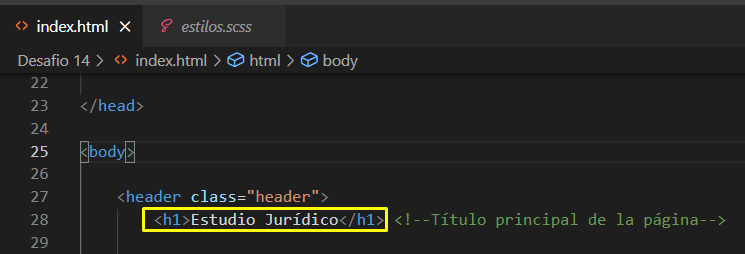 index.html estilos.scss
Desafio 14 > index.html > html > body
22
23 </head>
24
25 <body>
26
27 <header class="header">
28 <h1>Estudio Jurídico</h1> <!--Título principal de la página-->
29